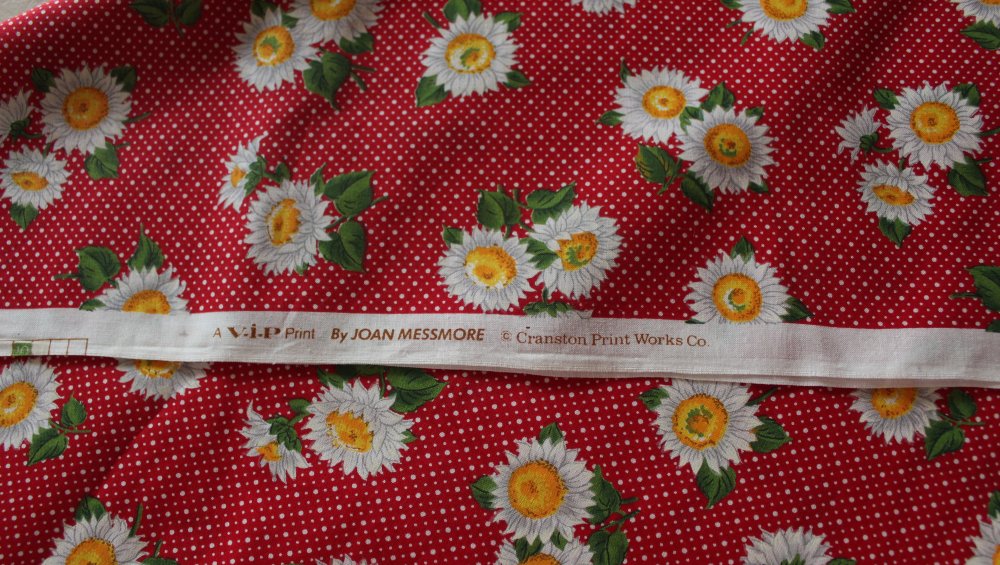 A V.I.P Print By JOAN MESSMORE © Cranston Print Works Co.